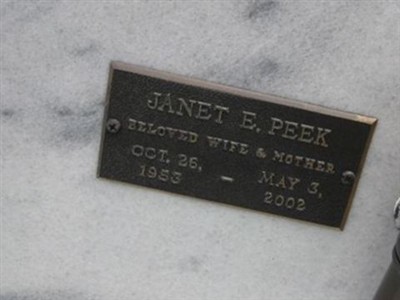 JANET E. PEEK
BELOVED WIFE & MOTHER
OCT. 26, 1953 – MAY 3, 2002